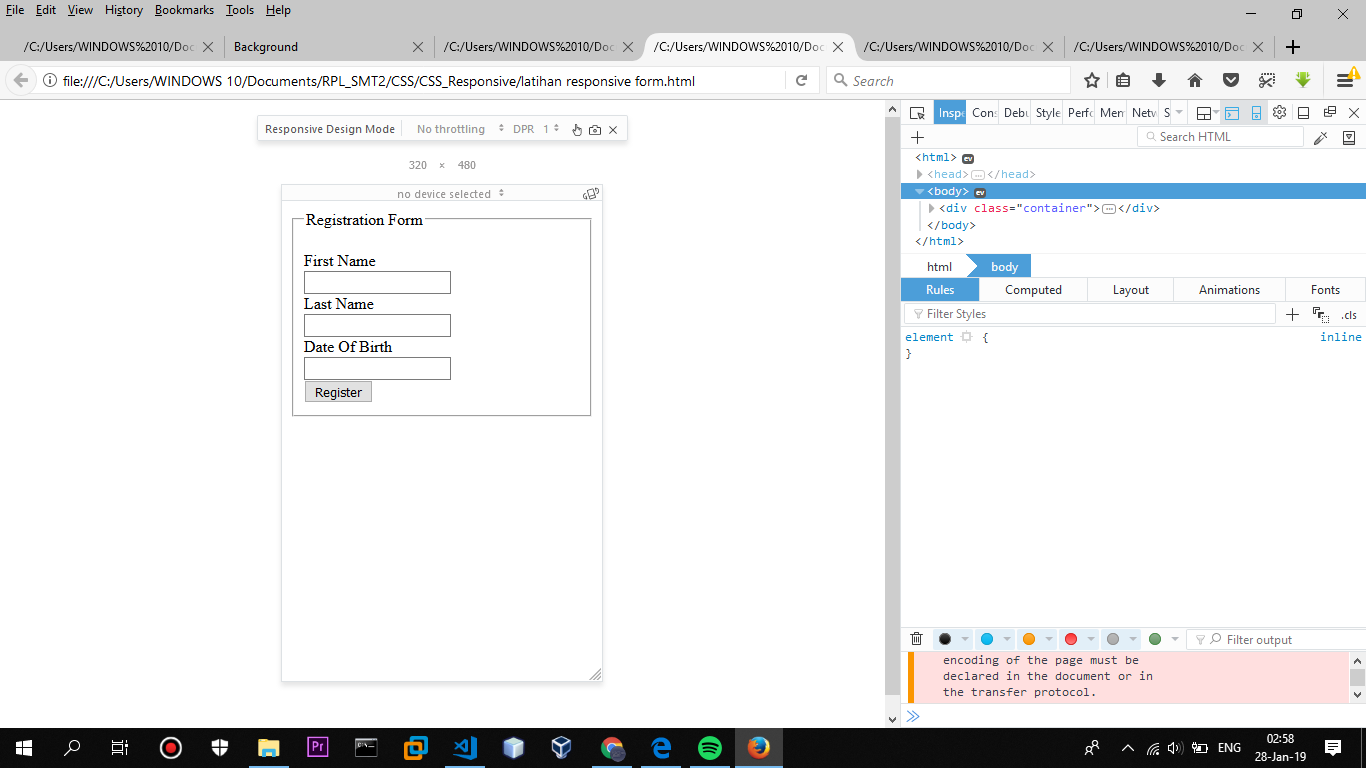 File Edit View History Bookmarks Tools Help
/C:/Users/WINDOWS%2010/Doc Background /C:/Users/WINDOWS%2010/Doc /C:/Users/WINDOWS%2010/Doc /C:/Users/WINDOWS%2010/Doc /C:/Users/WINDOWS%2010/Doc
file:///C:/Users/WINDOWS 10/Documents/RPL_SMT2/CSS/CSS_Responsive/latihan responsive form.html
Search
Responsive Design Mode No throttling DPR 1
320 × 480
no device selected
Registration Form
First Name
Last Name
Date Of Birth
Register
Inspe Cons Debu Style Perfo Mem Netw S
Search HTML
<html> ev
<head></head>
<body> ev
<div class="container"></div>
</body>
</html>
html body
Rules Computed Layout Animations Fonts
Filter Styles
.cls
element { inline
}
Filter output
encoding of the page must be
declared in the document or in
the transfer protocol.
Pr
ENG
02:58
28-Jan-19